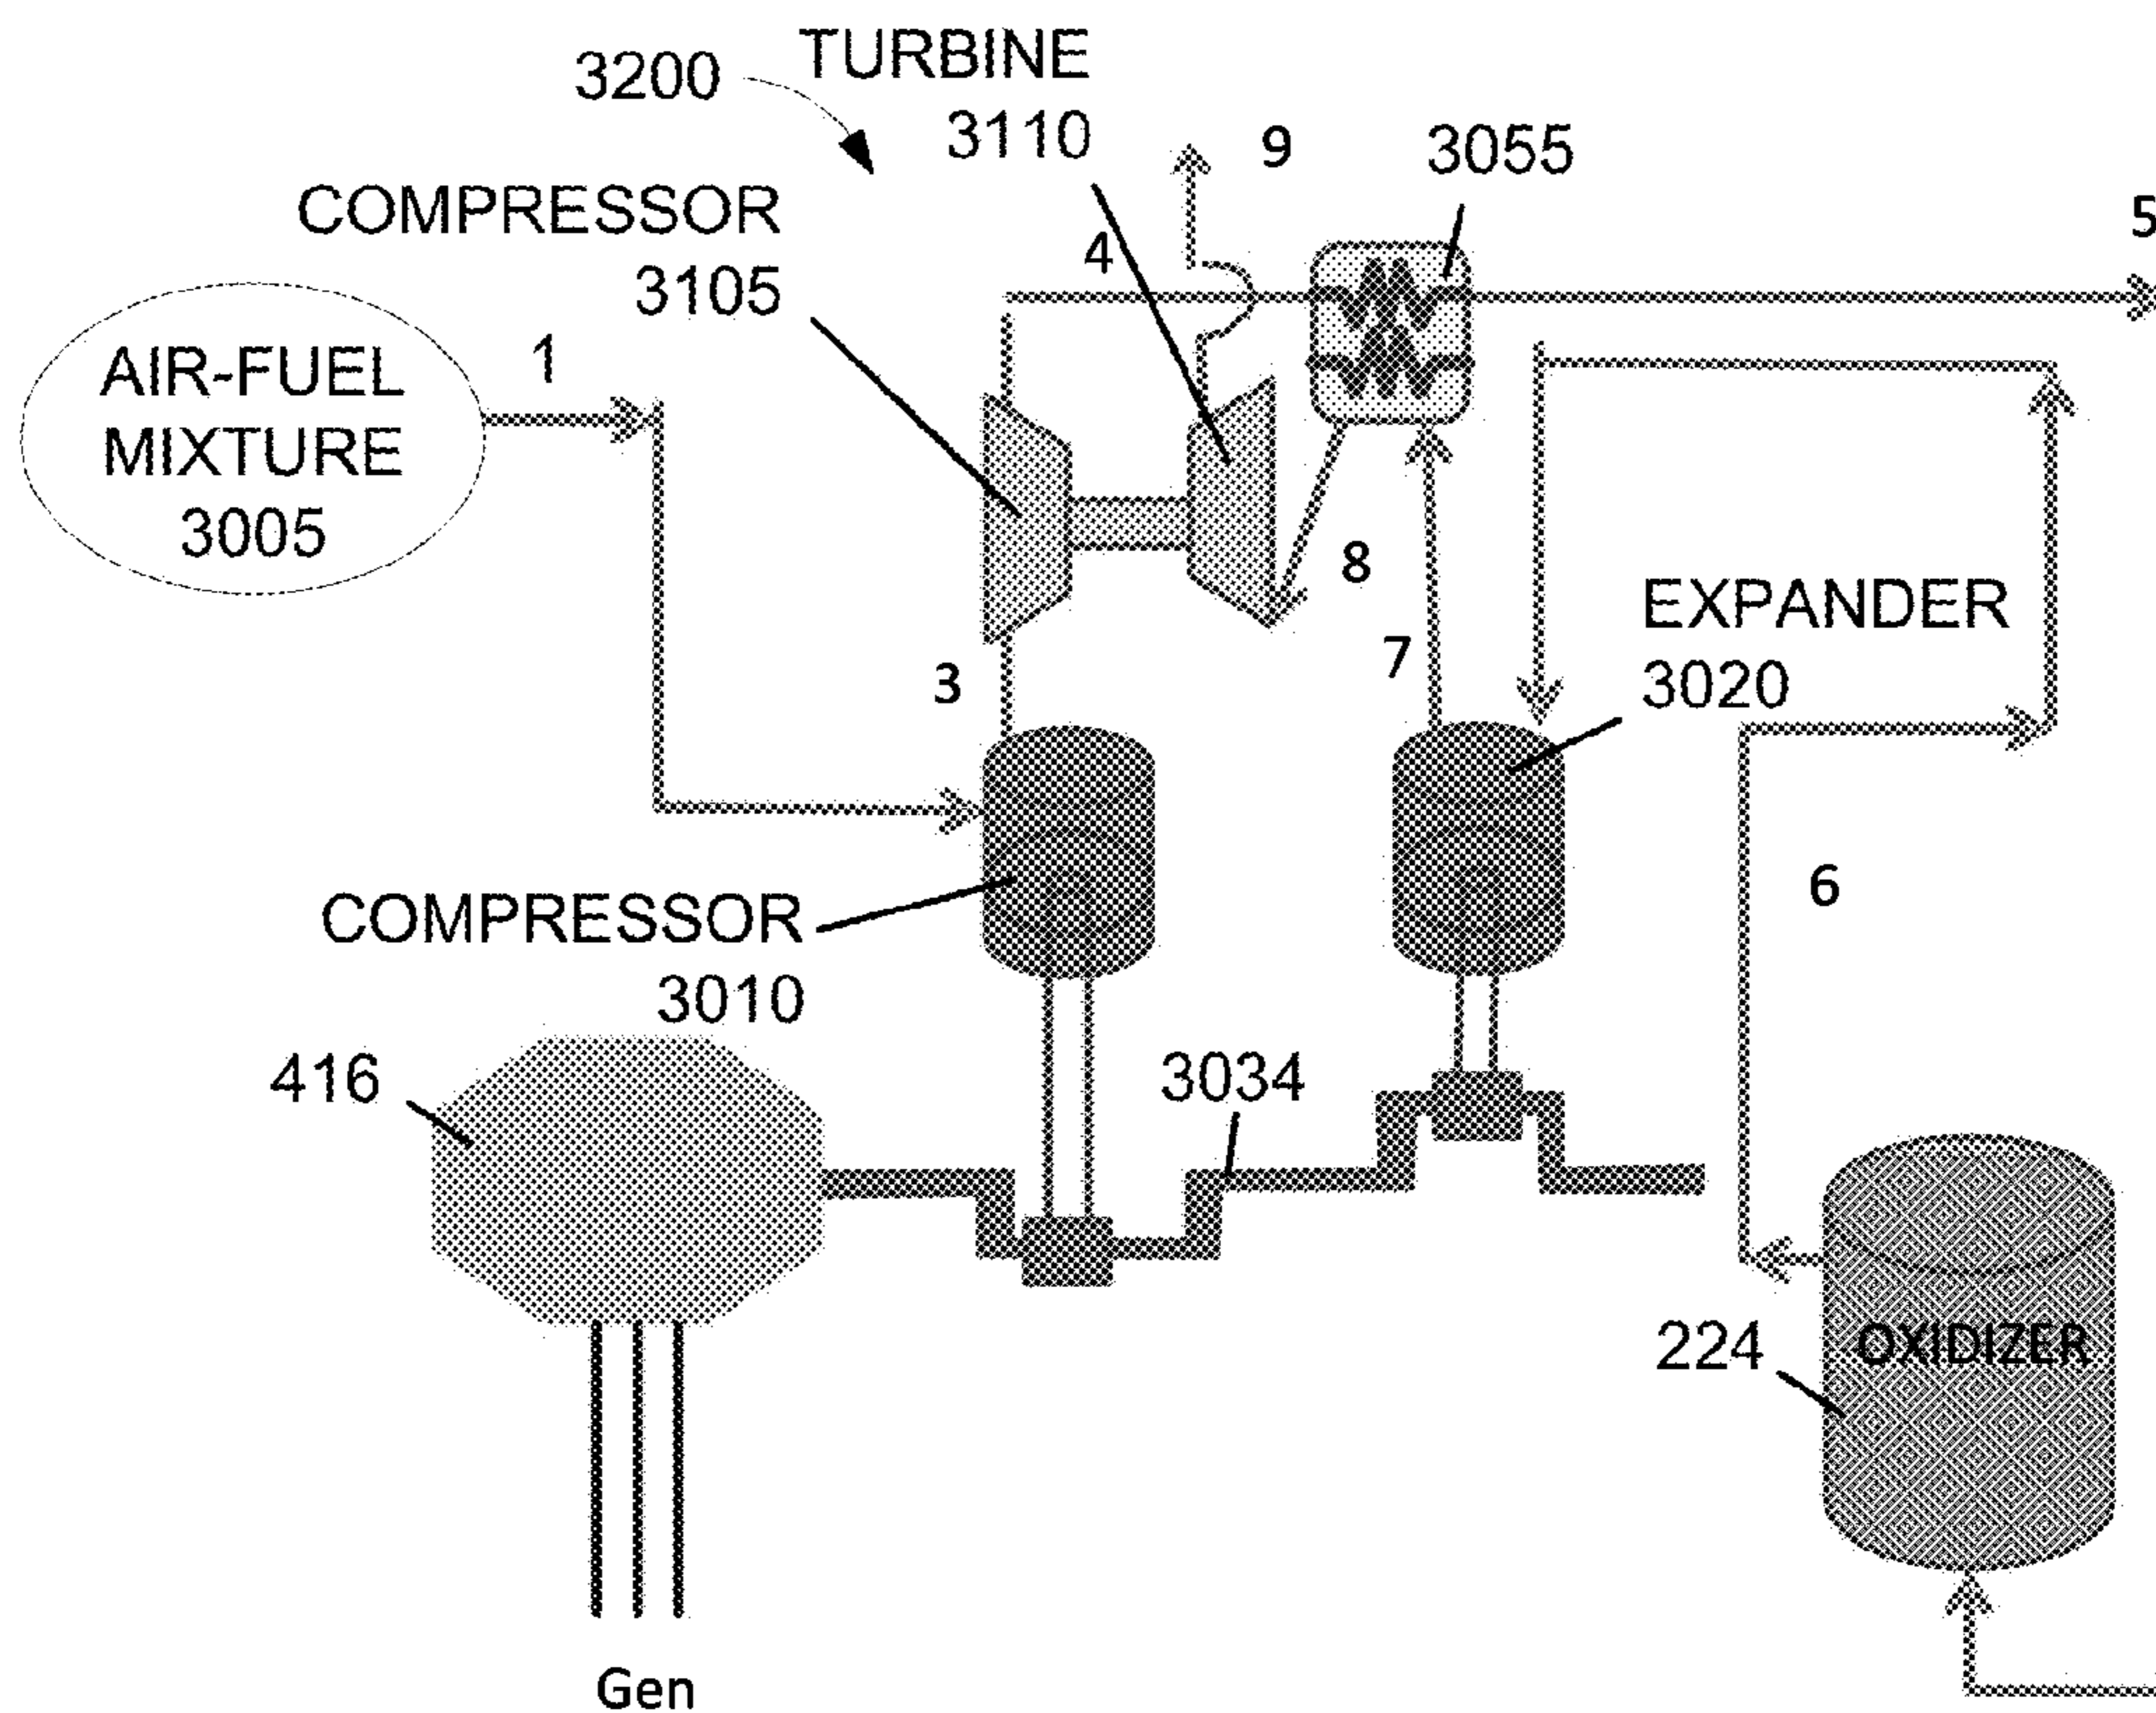 3200
TURBINE
3110
9
3055
COMPRESSOR
3105
4
5
AIR-FUEL
MIXTURE
3005
1
8
EXPANDER
3020
3
7
6
COMPRESSOR
3010
416
3034
224
OXIDIZER
Gen